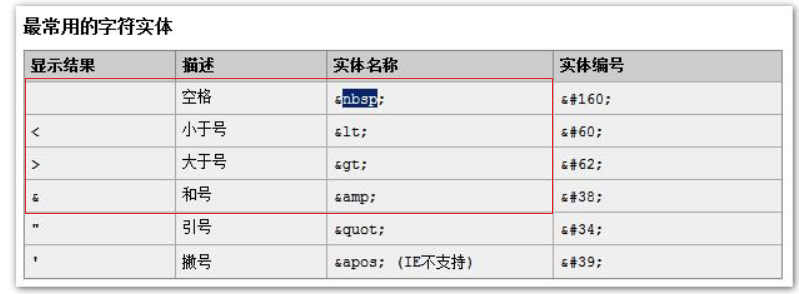 最常用的字符实体
显示结果 描述 实体名称 实体编号
空格 &nbsp; &#160;
< 小于号 &lt; &#60;
> 大于号 &gt; &#62;
& 和号 &amp; &#38;
" 引号 &quot; &#34;
' 撇号 &apos; (IE不支持) &#39;